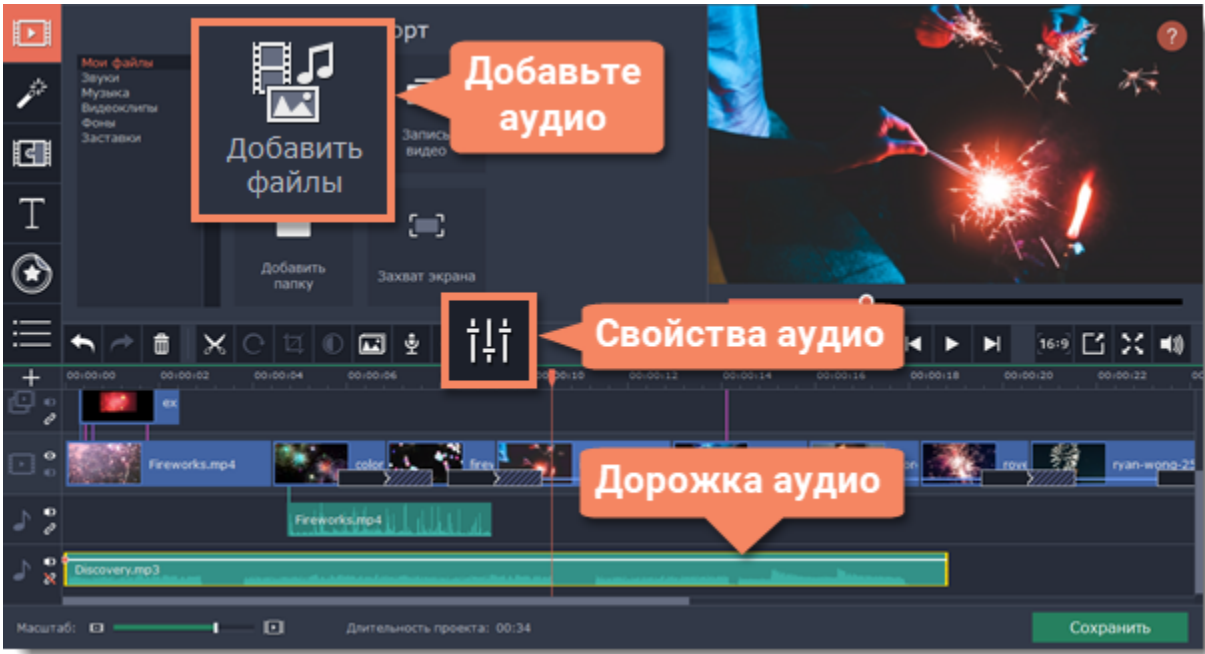 орт
Мои файлы
Звуки
Музыка
Видеоклипы
Фоны
Заставки
Добавить
файлы
Добавьте
аудио
Запись
видео
Добавить
папку
Захват экрана
?
Свойства аудио
16:9
00:00:00 00:00:02 00:00:04 00:00:06 00:00:10 00:00:12 00:00:14 00:00:16 00:00:18 00:00:20 00:00:22
ex
Fireworks.mp4 color ryan-wong-25
Дорожка аудио
Fireworks.mp4
Discovery.mp3
Масштаб:
Длительность проекта: 00:34
Сохранить